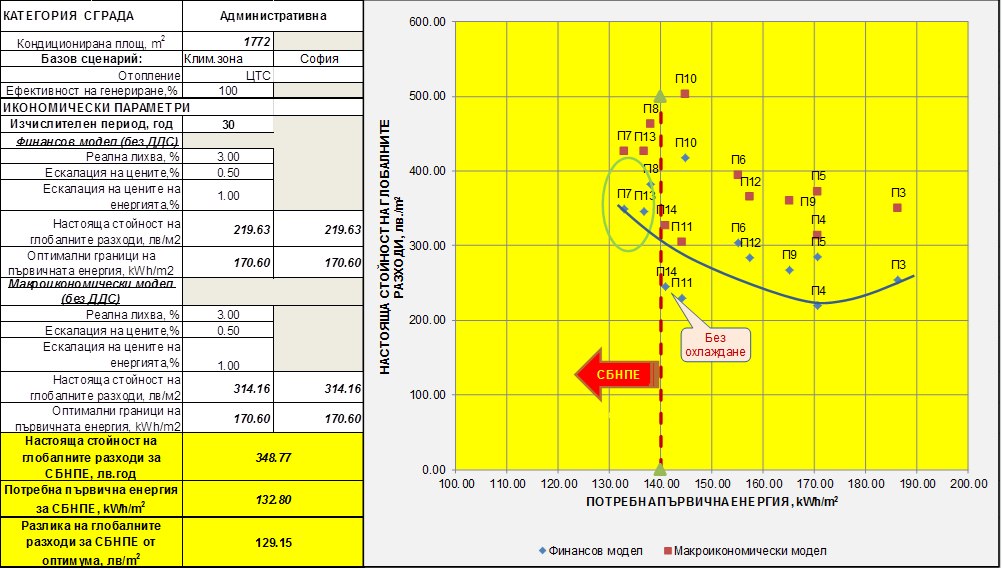 КАТЕГОРИЯ СГРАДА Административна
Кондиционирана площ, m2 1772
Базов сценарий: Клим.зона София
Отопление ЦТС
Ефективност на генериране,% 100
ИКОНОМИЧЕСКИ ПАРАМЕТРИ
Изчислителен период, год 30
Финансов модел (без ДДС)
Реална лихва, % 3.00
Ескалация на цените,% 0.50
Ескалация на цените на
енергията,% 1.00
Настояща стойност на
глобалните разходи, лв/m2 219.63 219.63
Оптимални граници на
първичната енергия, kWh/m2 170.60 170.60
Макроикономически модел
(без ДДС)
Реална лихва, % 3.00
Ескалация на цените,% 0.50
Ескалация на цените на
енергията,% 1.00
Настояща стойност на
глобалните разходи, лв/m2 314.16 314.16
Оптимални граници на
първичната енергия, kWh/m2 170.60 170.60
Настояща стойност на
глобалните разходи за
СБНПЕ, лв.год 348.77
Потребна първична енергия
за СБНПЕ, kWh/m2 132.80
Разлика на глобалните
разходи за СБНПЕ от
оптимума, лв/m2 129.15
НАСТОЯЩА СТОЙНОСТ НА ГЛОБАЛНИТЕ
РАЗХОДИ, лв./m2
600.00
500.00
400.00
300.00
200.00
100.00
0.00
П10
П8
П7 П13
П10
П6
П8
П12
П5
П7 П13
П3
П9
П14
П4
П11
П6
П12 П5
П9
П3
П14
П11
П4
Без
охлаждане
СБНПЕ
100.00 110.00 120.00 130.00 140.00 150.00 160.00 170.00 180.00 190.00 200.00
ПОТРЕБНА ПЪРВИЧНА ЕНЕРГИЯ, kWh/m2
Финансов модел Макроикономически модел